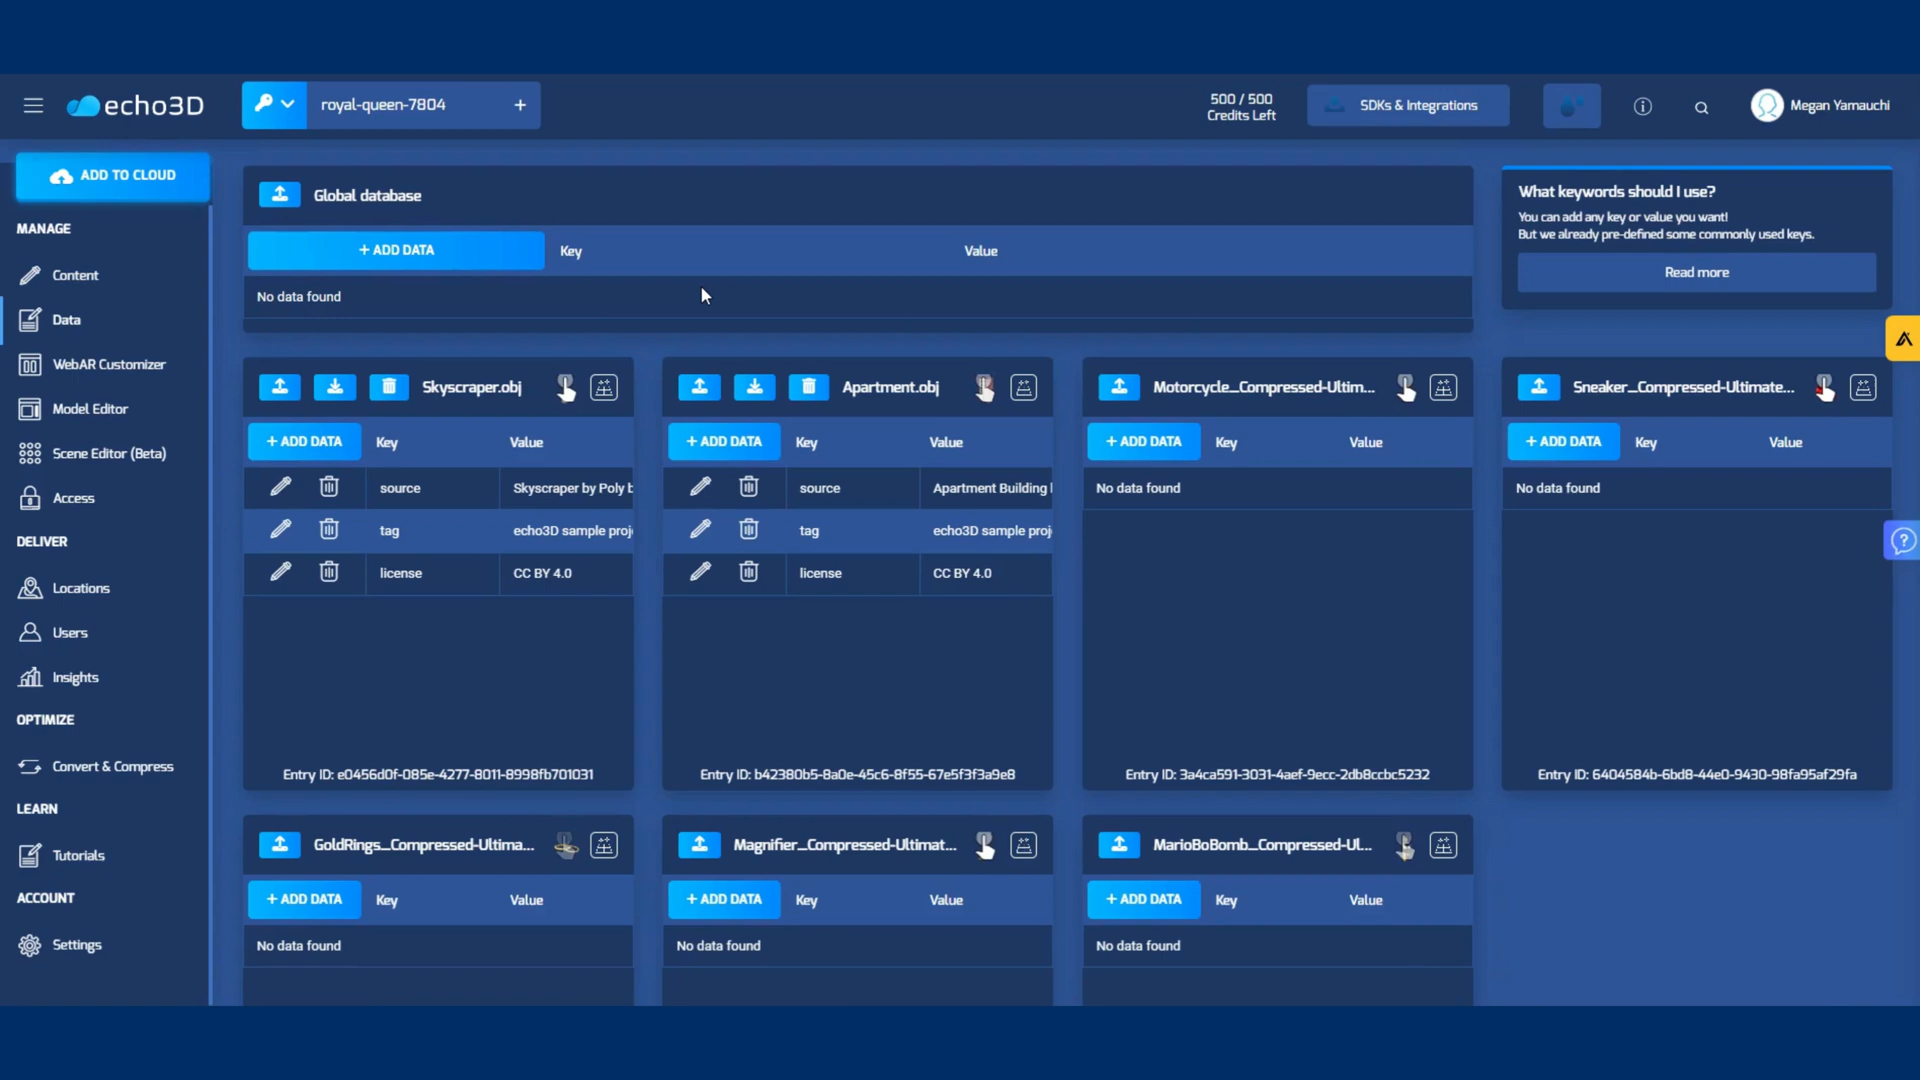 echo3D
royal-queen-7804
+
500 / 500
Credits Left
SDKs & Integrations
Megan Yamauchi
ADD TO CLOUD
MANAGE
Content
Data
WebAR Customizer
Model Editor
Scene Editor (Beta)
Access
DELIVER
Locations
Users
Insights
OPTIMIZE
Convert & Compress
LEARN
Tutorials
ACCOUNT
Settings
Global database
+ ADD DATA Key Value
No data found
What keywords should I use?
You can add any key or value you want!
But we already pre-defined some commonly used keys.
Read more
Skyscraper.obj
+ ADD DATA Key Value
source Skyscraper by Poly b
tag echo3D sample proj
license CC BY 4.0
Entry ID: e0456d0f-085e-4277-8011-8998fb701031
Apartment.obj
+ ADD DATA Key Value
source Apartment Building
tag echo3D sample proj
license CC BY 4.0
Entry ID: b42380b5-8a0e-45c6-8f55-67e5f3f3a9e8
Motorcycle_Compressed-Ultim...
+ ADD DATA Key Value
No data found
Entry ID: 3a4ca591-3031-4aef-9ecc-2db8ccbc5232
Sneaker_Compressed-Ultimate...
+ ADD DATA Key Value
No data found
Entry ID: 6404584b-6bd8-44e0-9430-98fa95af29fa
GoldRings_Compressed-Ultima...
+ ADD DATA Key Value
No data found
Magnifier_Compressed-Ultimat...
+ ADD DATA Key Value
No data found
MarioBoBomb_Compressed-Ul...
+ ADD DATA Key Value
No data found